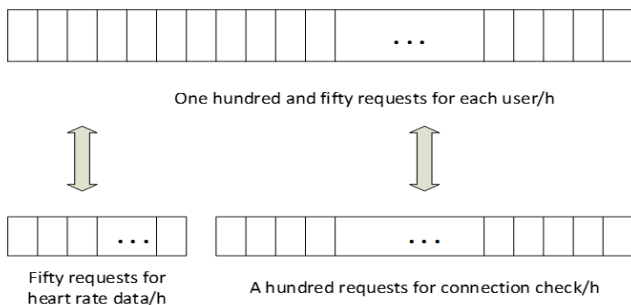 ...
One hundred and fifty requests for each user/h
... ...
Fifty requests for
heart rate data/h
A hundred requests for connection check/h